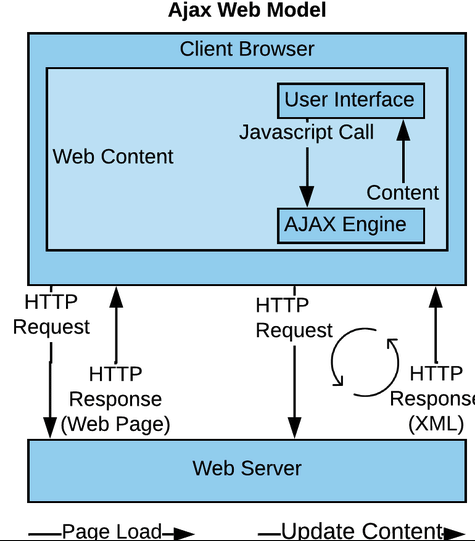 Ajax Web Model
Client Browser
User Interface
Javascript Call
Web Content
Content
AJAX Engine
HTTP
Request
HTTP
Response
(Web Page)
HTTP
Request
HTTP
Response
(XML)
Web Server
Page Load
Update Content